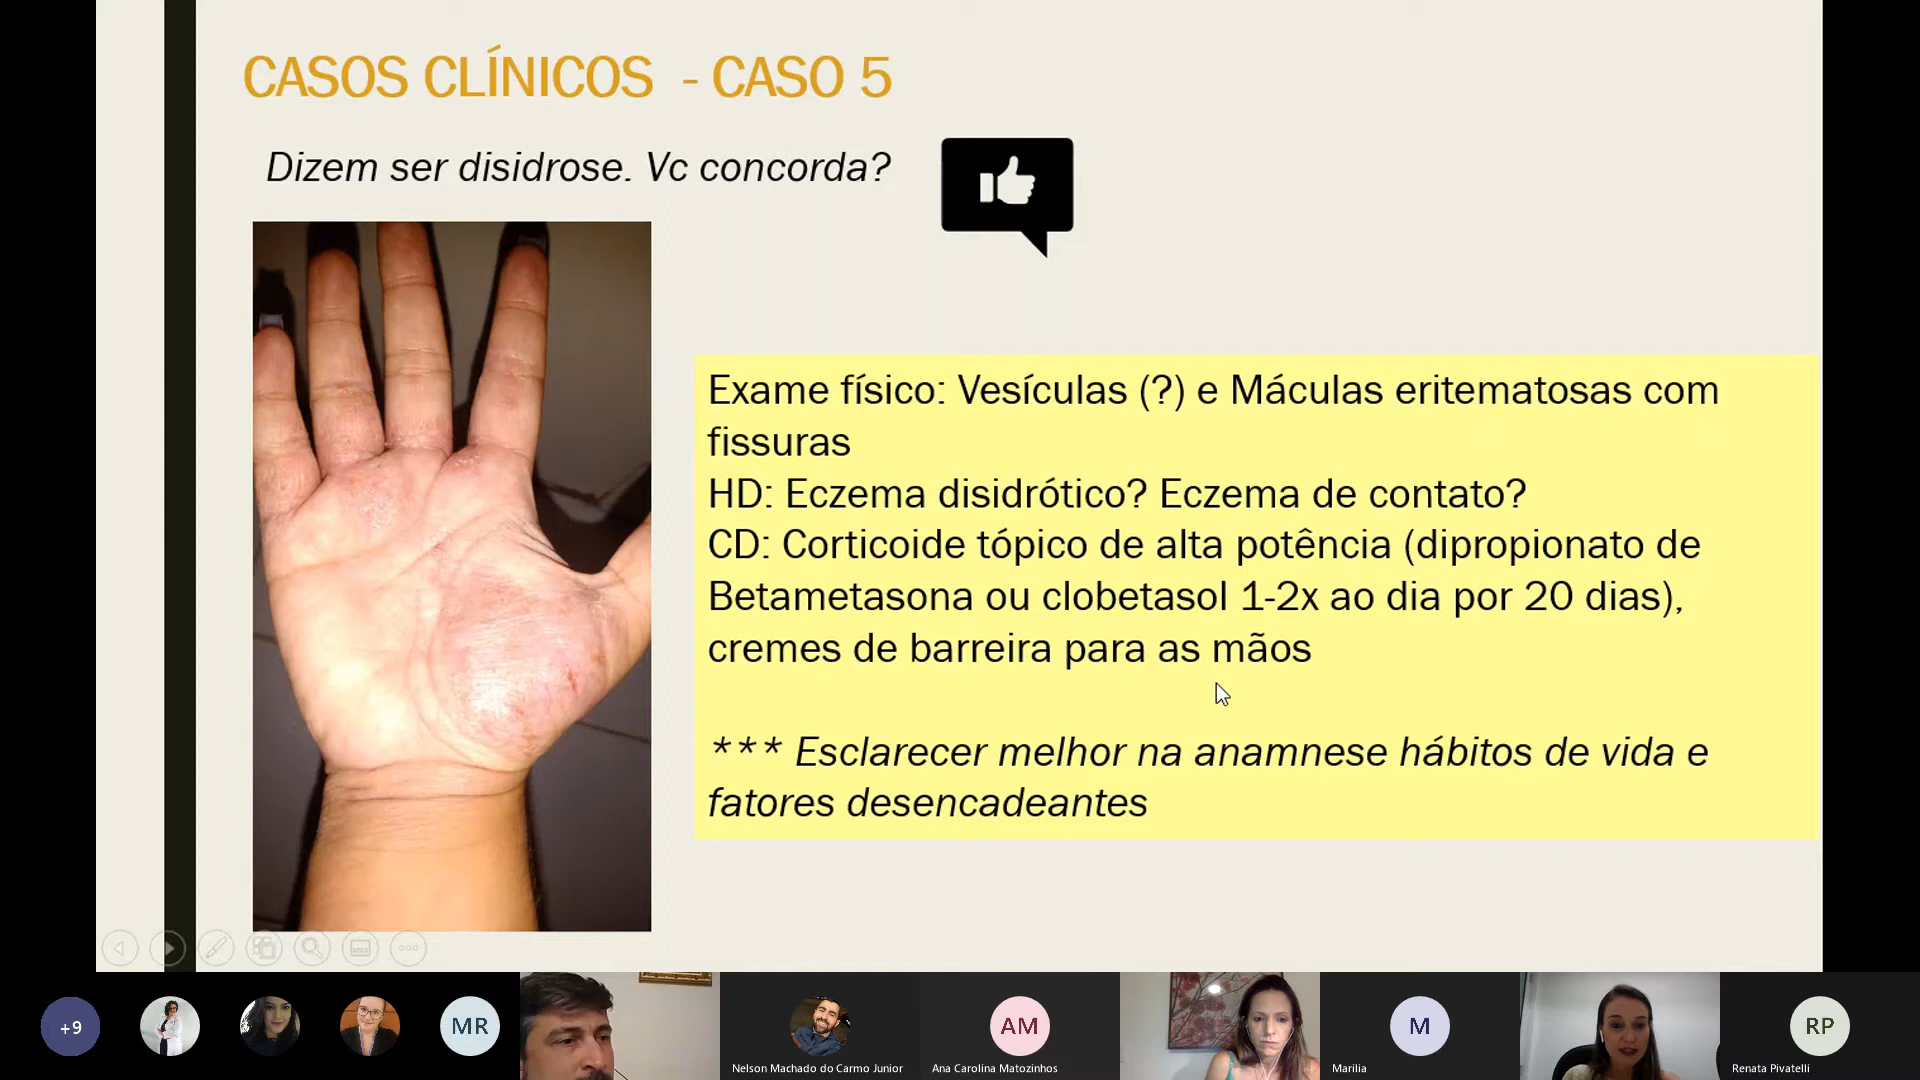 CASOS CLÍNICOS - CASO 5
Dizem ser disidrose. Vc concorda?
Exame físico: Vesículas (?) e Máculas eritematosas com
fissuras
HD: Eczema disidrótico? Eczema de contato?
CD: Corticoide tópico de alta potência (dipropionato de
Betametasona ou clobetasol 1-2x ao dia por 20 dias),
cremes de barreira para as mãos
*** Esclarecer melhor na anamnese hábitos de vida e
fatores desencadeantes
+9
MR
Nelson Machado do Carmo Junior
AM
Ana Carolina Matozinhos
M
Marilia
RP
Renata Pivatelli